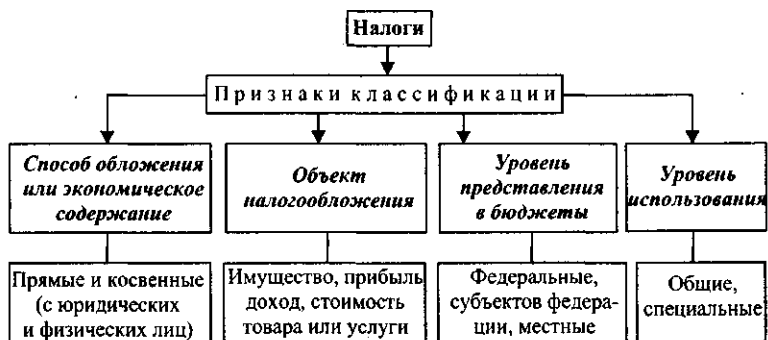 Налоги
Признаки классификации
Способ обложения
или экономическое
содержание
Объект
налогообложения
Уровень
представления
в бюджеты
Уровень
использования
Прямые и косвенные
(с юридических
и физических лиц)
Имущество, прибыль
доход, стоимость
товара или услуги
Федеральные,
субъектов федера-
ции, местные
Общие,
специальные